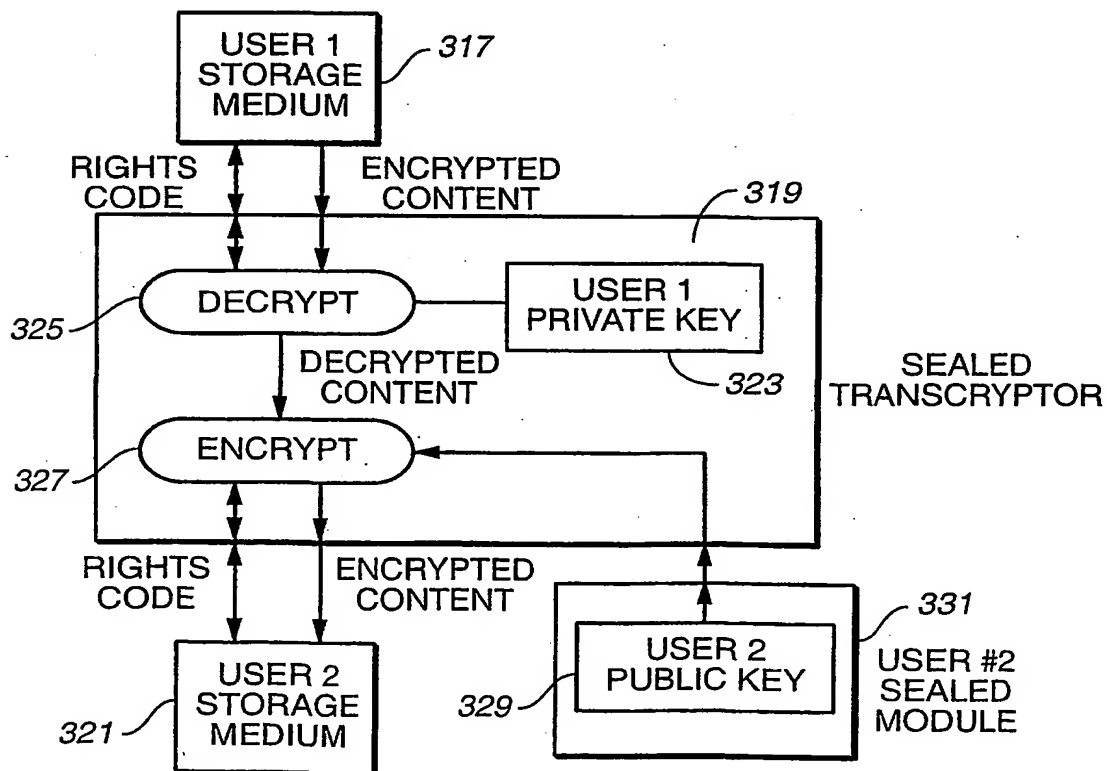 USER 1
STORAGE
MEDIUM
317
RIGHTS
CODE
ENCRYPTED
CONTENT
319
DECRYPT
325
USER 1
PRIVATE KEY
323
DECRYPTED
CONTENT
SEALED
TRANSCRYPTOR
ENCRYPT
327
RIGHTS
CODE
ENCRYPTED
CONTENT
331
USER 2
PUBLIC KEY
329
USER #2
SEALED
MODULE
USER 2
STORAGE
MEDIUM
321